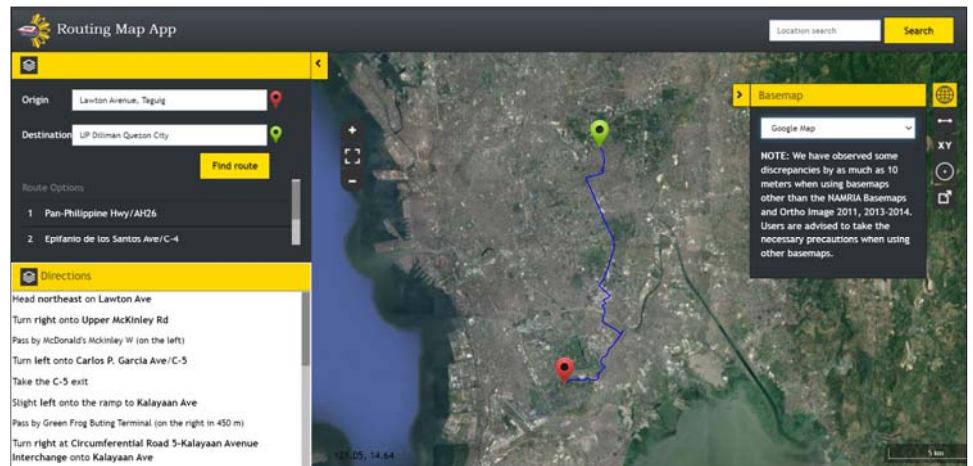 Routing Map App
Location search
Search
Origin
Lawton Avenue, Taguig
Destination
UP Diliman Quezon City
Find route
Route Options
1 Pan-Philippine Hwy/AH26
2 Epifanio de los Santos Ave/C-4
Directions
Head northeast on Lawton Ave
Turn right onto Upper McKinley Rd
Pass by McDonald's Mckinley W (on the left)
Turn left onto Carlos P. Garcia Ave/C-5
Take the C-5 exit
Slight left onto the ramp to Kalayaan Ave
Pass by Green Frog Buting Terminal (on the right in 450 m)
Turn right at Circumferential Road 5-Kalayaan Avenue
Interchange onto Kalayaan Ave
Basemap
Google Map
NOTE: We have observed some
discrepancies by as much as 10
meters when using basemaps
other than the NAMRIA Basemaps
and Ortho Image 2011, 2013-2014.
Users are advised to take the
necessary precautions when using
other basemaps.
XY
121.05, 14.64
5 km